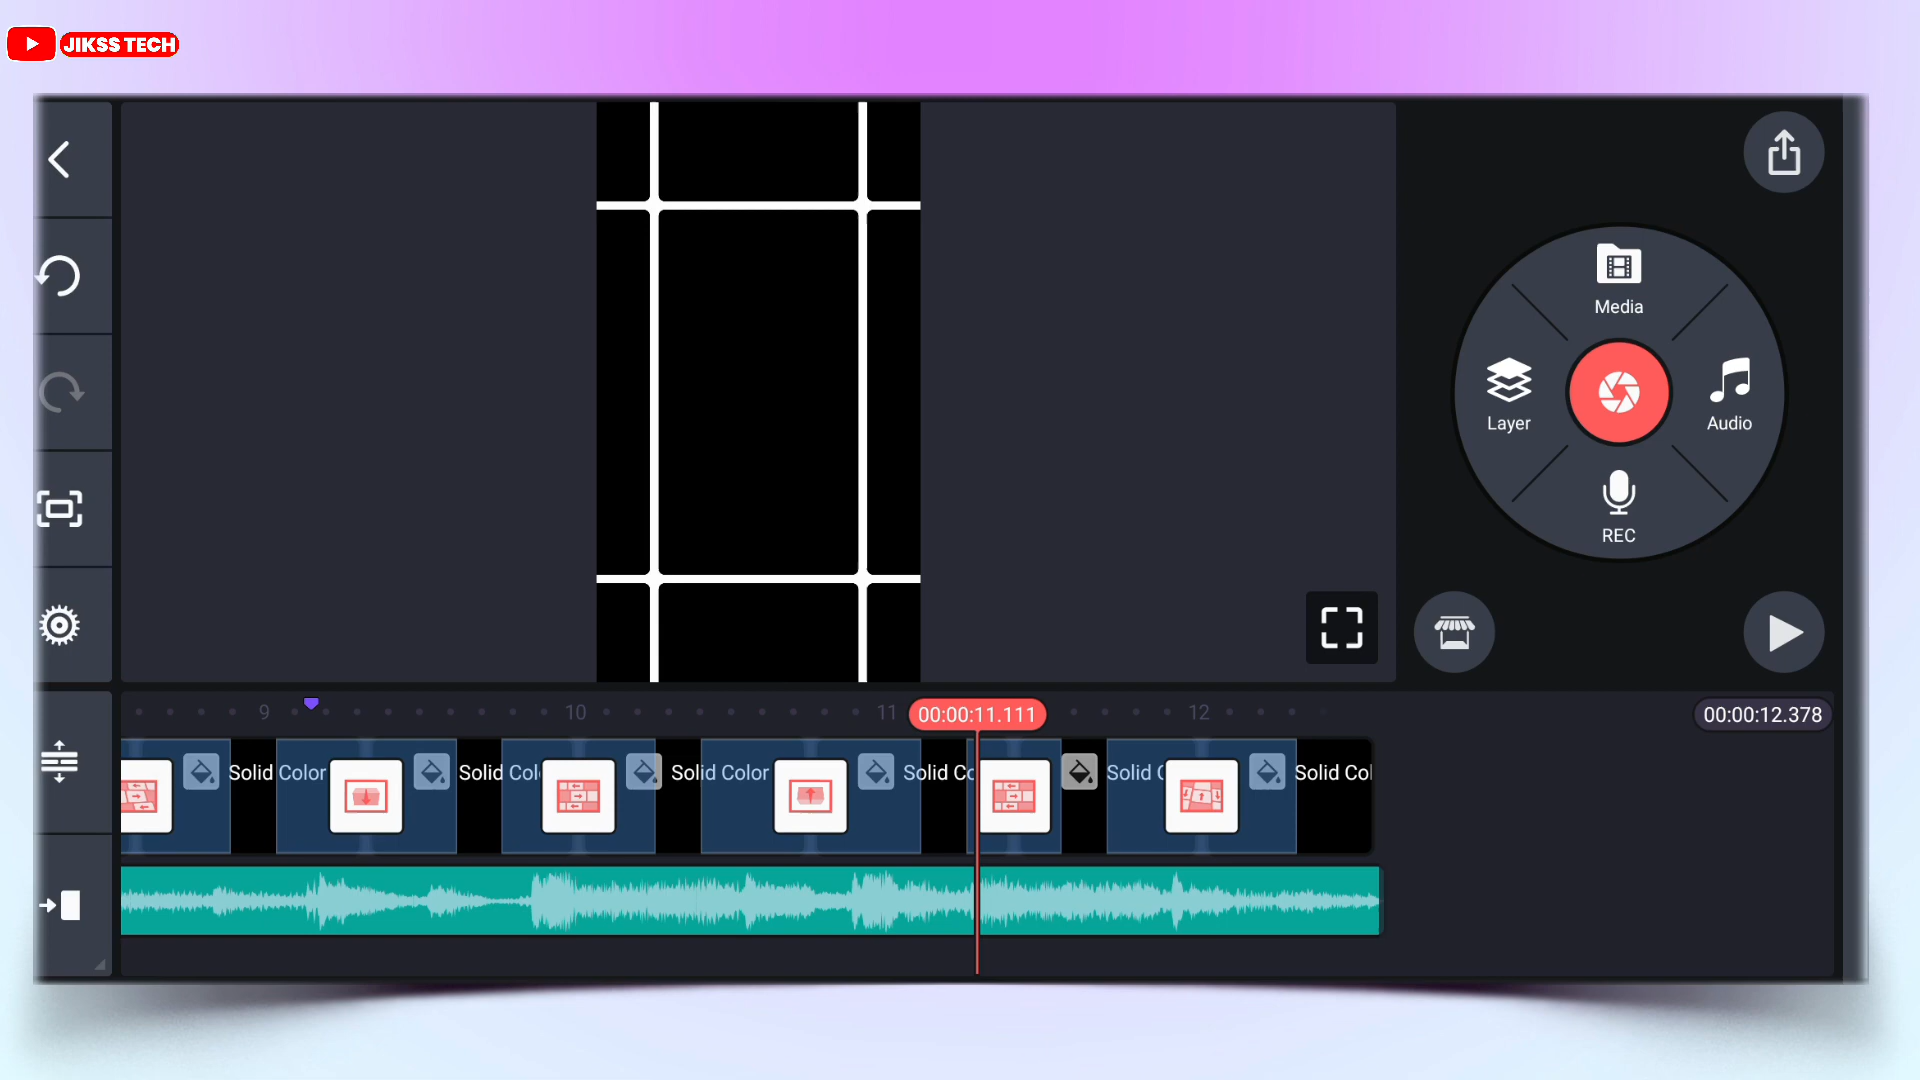 JIKSS TECH
Media
Layer
Audio
REC
9
10
11
00:00:11.111
12
00:00:12.378
Solid Color
Solid Col
Solid Color
Solid Co
Solid C
Solid Col